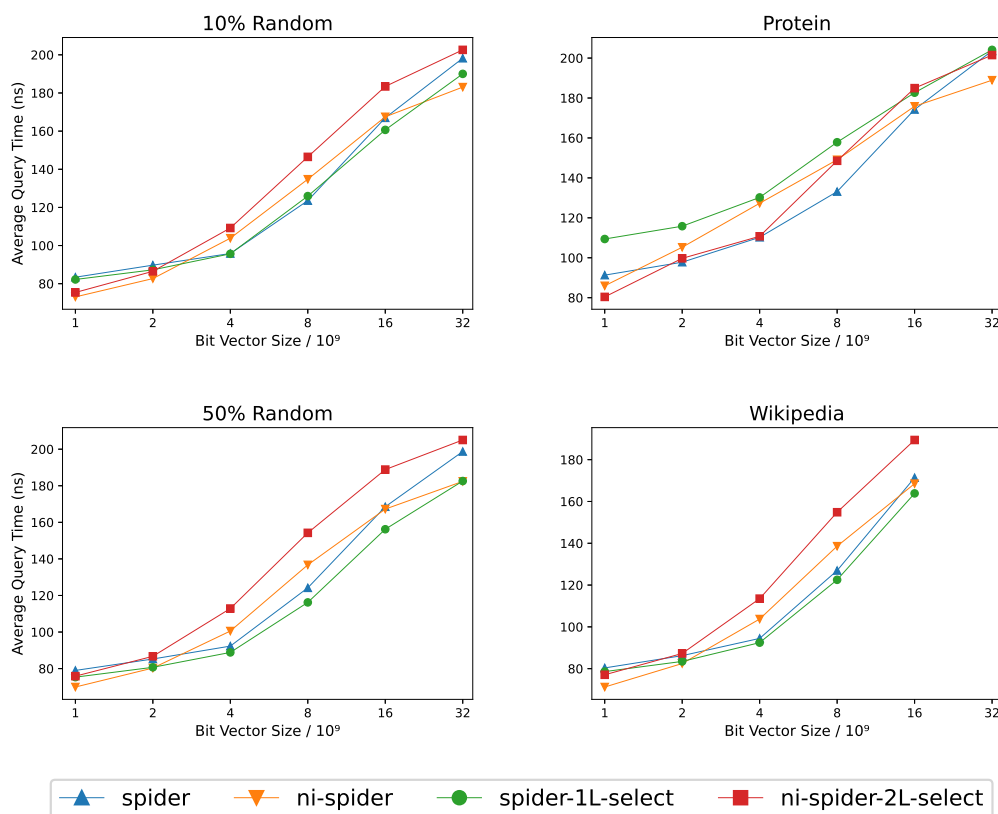 10% Random
Protein
Average Query Time (ns)
200
180
160
140
120
100
80
1 2 4 8 16 32
Bit Vector Size / 10⁹
200
180
160
140
120
100
80
1 2 4 8 16 32
Bit Vector Size / 10⁹
50% Random
Wikipedia
Average Query Time (ns)
200
180
160
140
120
100
80
1 2 4 8 16 32
Bit Vector Size / 10⁹
180
160
140
120
100
80
1 2 4 8 16 32
Bit Vector Size / 10⁹
spider ni-spider spider-1L-select ni-spider-2L-select